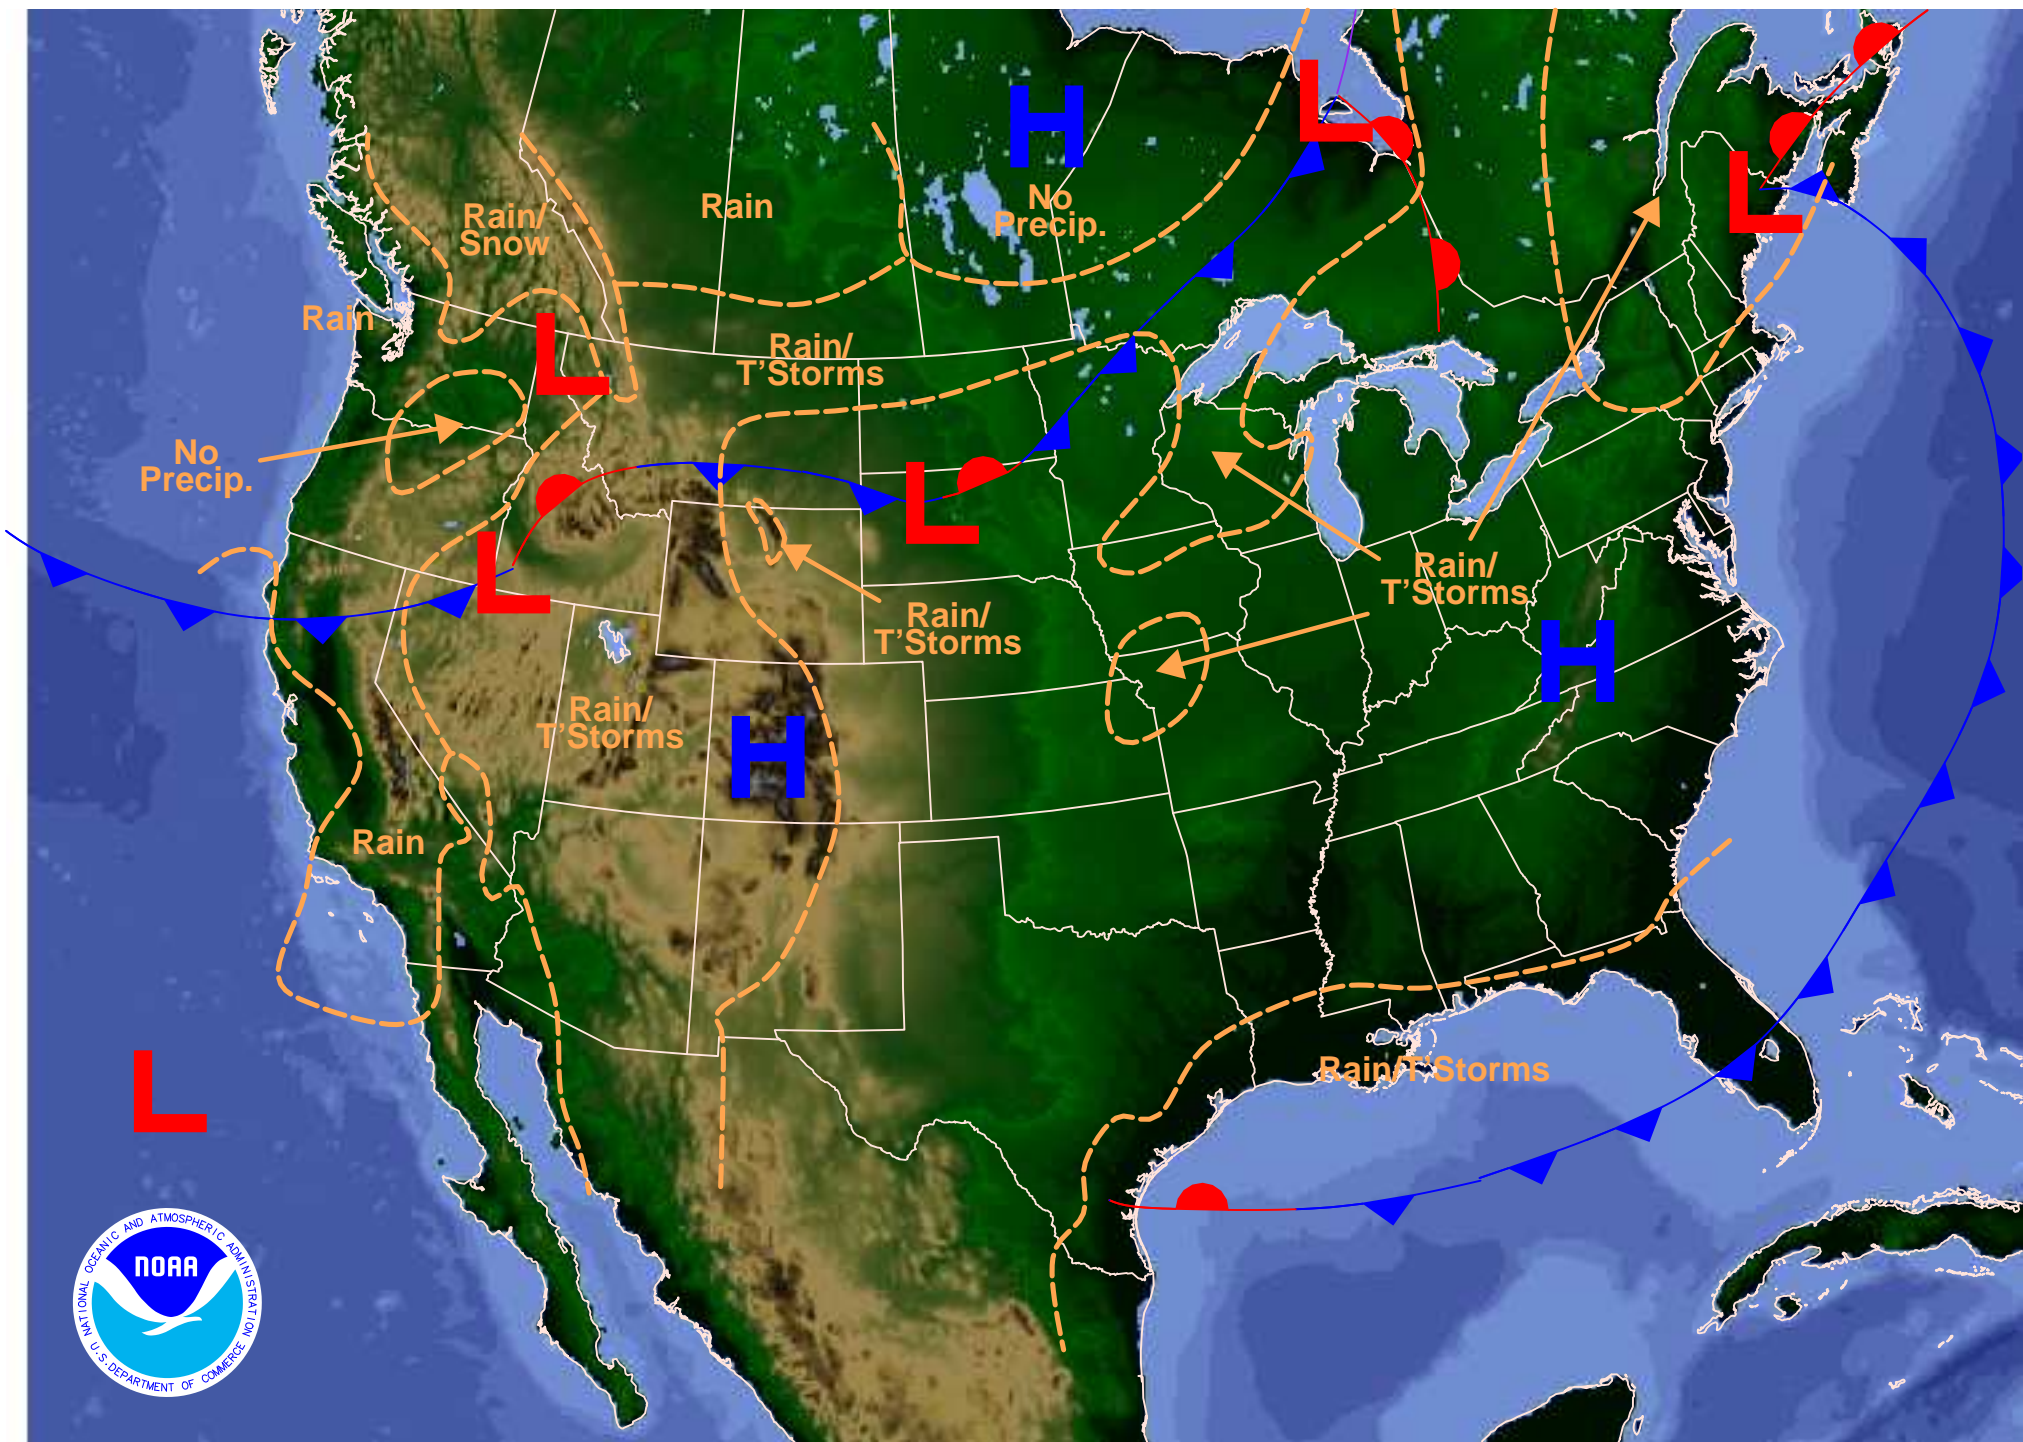 H
L
L
No
Precip.
Rain/
Snow
Rain
Rain
L
Rain/
T'Storms
No
Precip.
L
L
Rain/
T'Storms
Rain/
T'Storms
H
L
Rain/
T'Storms
H
Rain
Rain/T'Storms
L
NATIONAL OCEANIC AND ATMOSPHERIC ADMINISTRATION
NOAA
U.S. DEPARTMENT OF COMMERCE